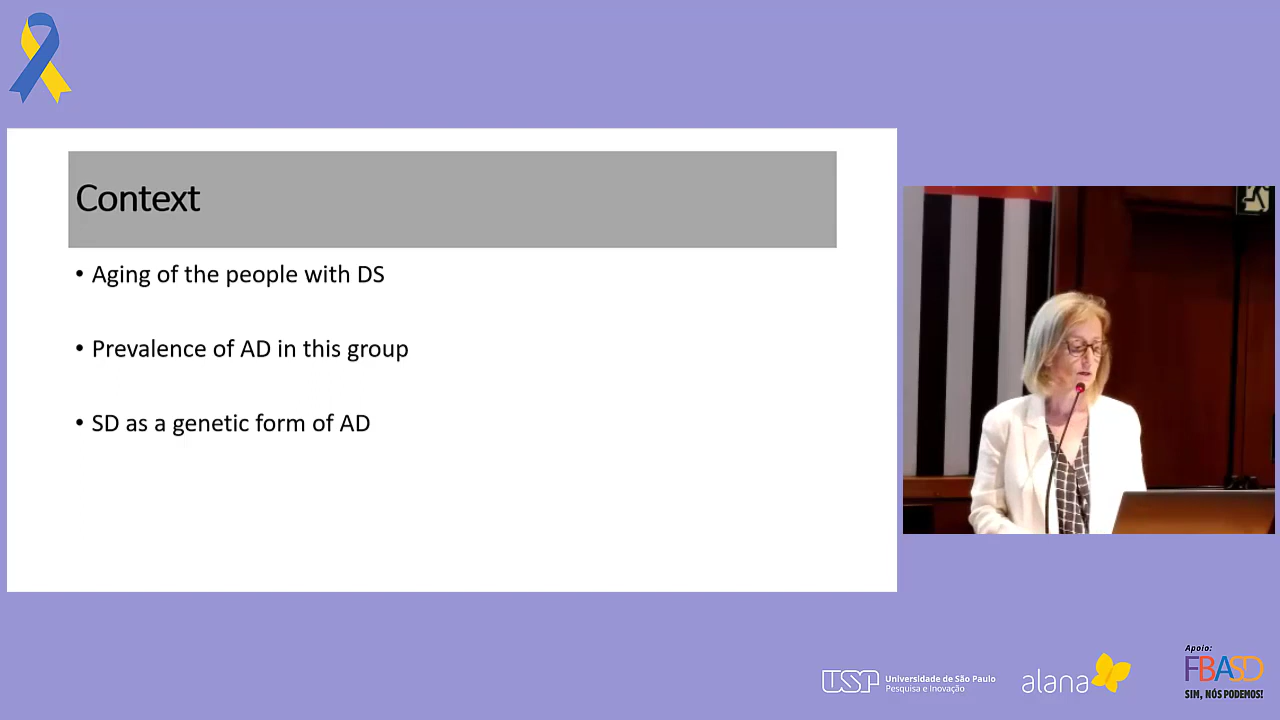 Context
• Aging of the people with DS
• Prevalence of AD in this group
• SD as a genetic form of AD
USP Universidade de São Paulo
Pesquisa e Inovação
alana
Apoio:
FBASD
SIM, NÓS PODEMOS!